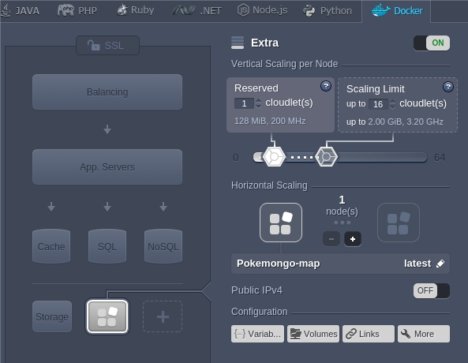 JAVA
PHP
Ruby
.NET
Node.js
Python
Docker
SSL
Balancing
App. Servers
Cache
SQL
NoSQL
Storage
Extra
ON
Vertical Scaling per Node
Reserved ?
1 cloudlet(s)
128 MiB, 200 MHz
Scaling Limit ?
up to 16 cloudlet(s)
up to 2.00 GiB, 3.20 GHz
0
64
Horizontal Scaling
1
node(s)
Pokemongo-map latest
Public IPv4 OFF
Configuration
Variab... Volumes Links More